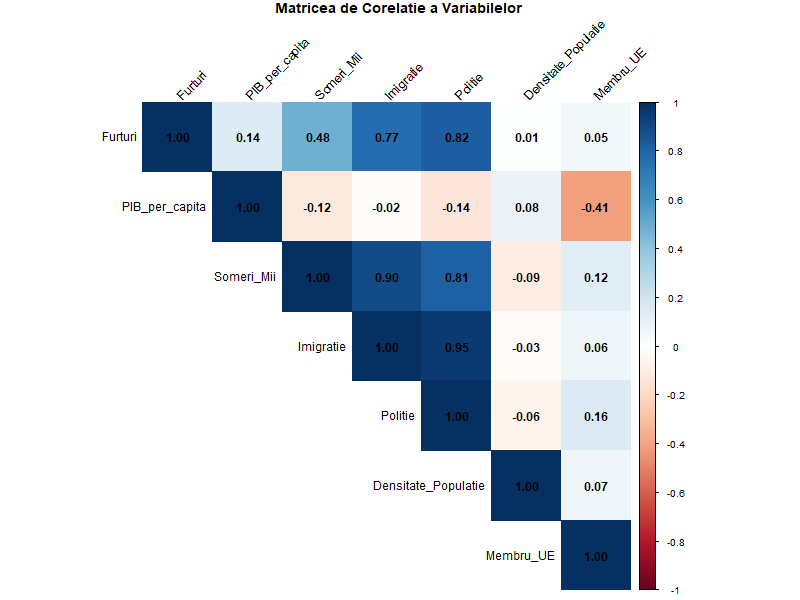 Matricea de Corelatie a Variabilelor
Furturi PIB_per_capita Someri_Mii Imigratie Politie Densitate_Populatie Membru_UE
Furturi 1.00 0.14 0.48 0.77 0.82 0.01 0.05
PIB_per_capita 1.00 -0.12 -0.02 -0.14 0.08 -0.41
Someri_Mii 1.00 0.90 0.81 -0.09 0.12
Imigratie 1.00 0.95 -0.03 0.06
Politie 1.00 -0.06 0.16
Densitate_Populatie 1.00 0.07
Membru_UE 1.00
1
0.8
0.6
0.4
0.2
0
-0.2
-0.4
-0.6
-0.8
-1